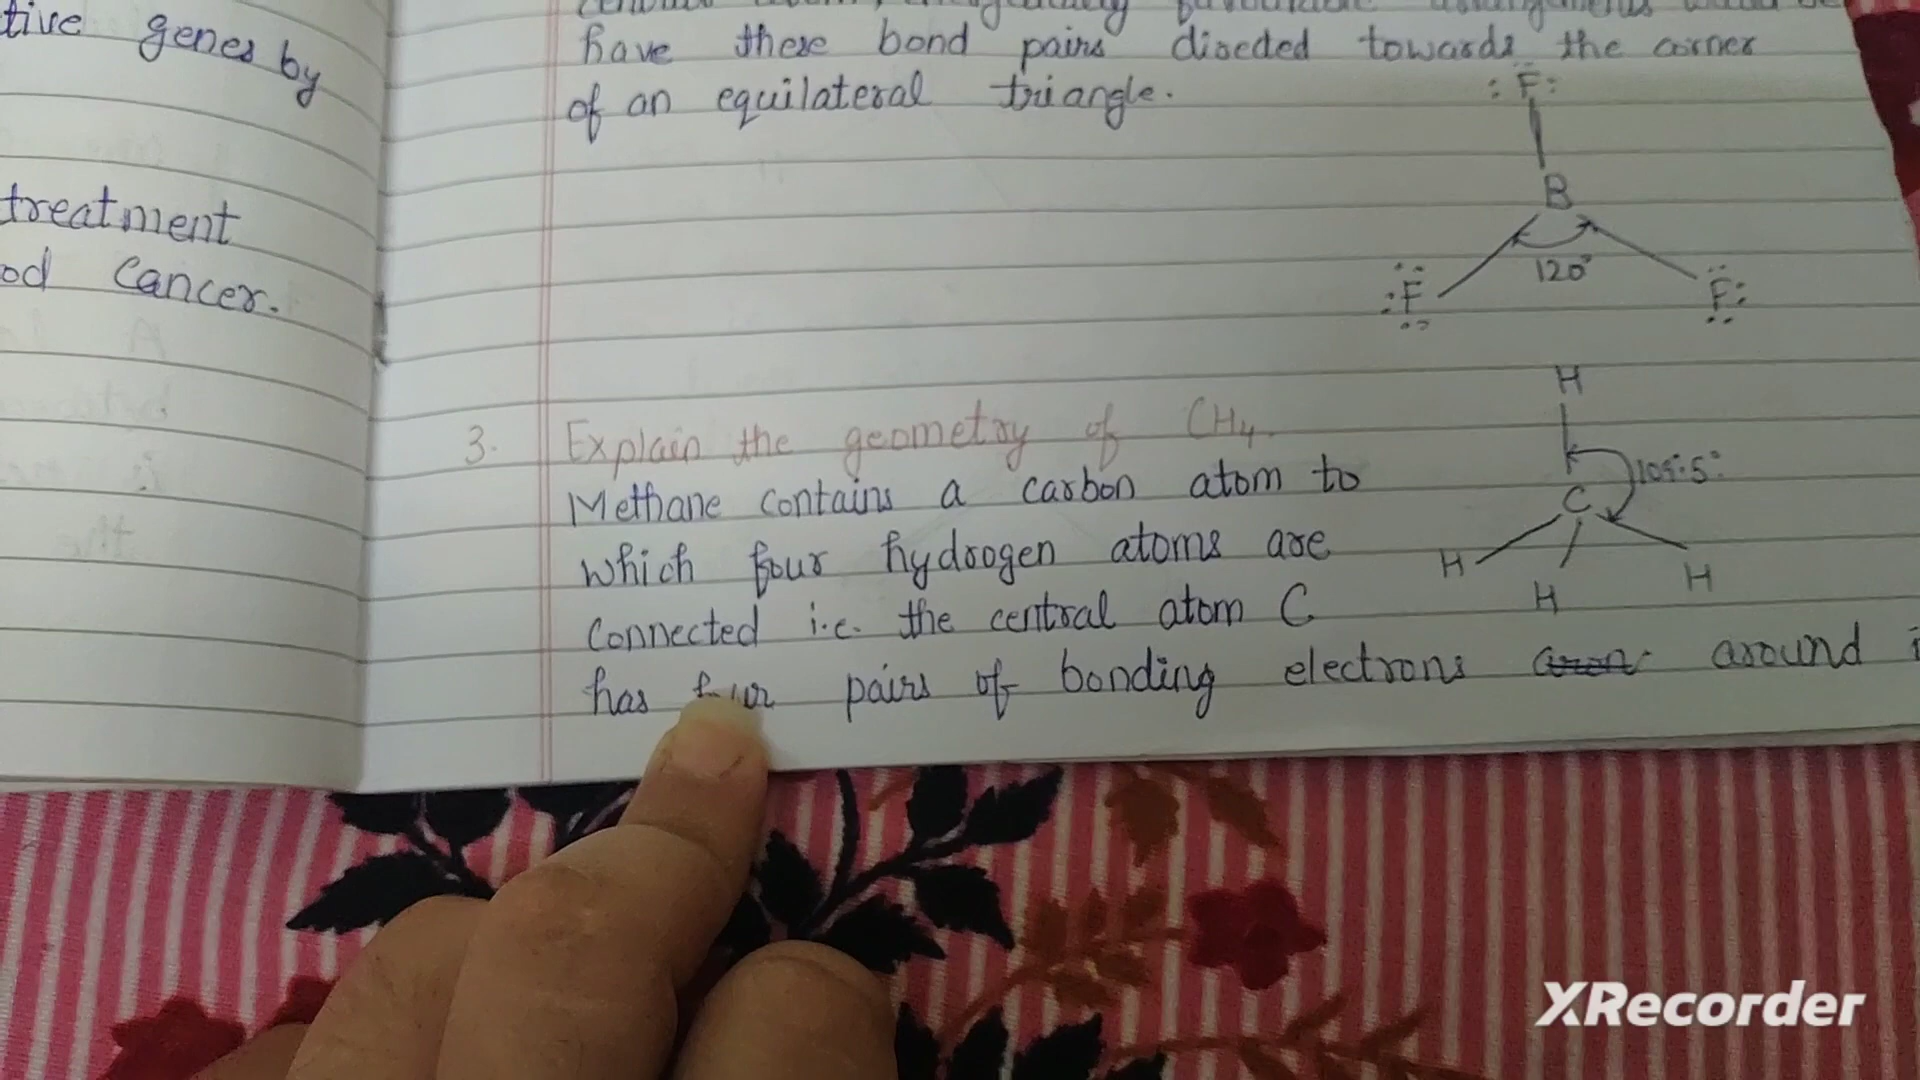 tive genes by
treatment
od cancer.
have these bond pairs diseded towards the corner
of an equilateral triangle.
:F:
B
120°
:F
F:
3. Explain the geometry of CH4.
Methane contains a carbon atom to
which four hydrogen atoms are
connected i.e. the central atom C
has four pairs of bonding electrons around
H
109.5°
C
H
H
H
XRecorder